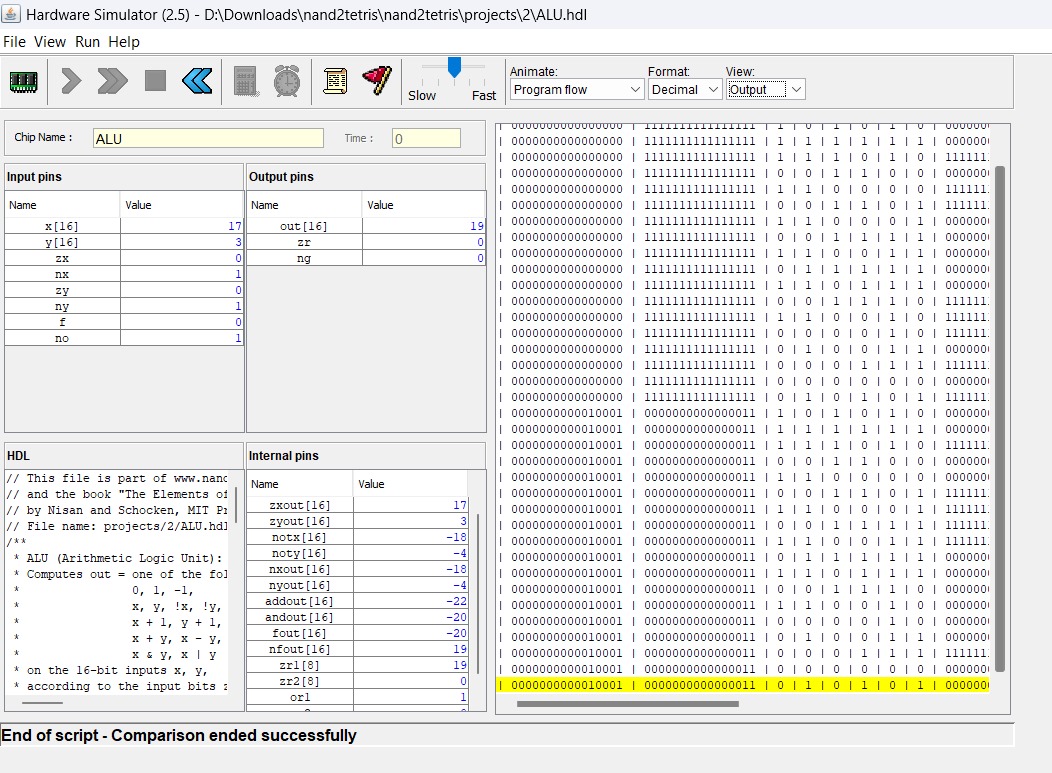 Hardware Simulator (2.5) - D:\Downloads\nand2tetris\nand2tetris\projects\2\ALU.hdl
File View Run Help
Slow Fast
Animate: Format: View:
Program flow Decimal Output
Chip Name : ALU Time : 0
Input pins
Name Value
x[16] 17
y[16] 3
zx 0
nx 1
zy 0
ny 1
f 0
no 1
Output pins
Name Value
out[16] 19
zr 0
ng 0
HDL
// This file is part of www.nand
// and the book "The Elements of
// by Nisan and Schocken, MIT Pr
// File name: projects/2/ALU.hdl
/**
* ALU (Arithmetic Logic Unit):
* Computes out = one of the fol
* 0, 1, -1,
* x, y, !x, !y,
* x + 1, y + 1,
* x + y, x - y,
* x & y, x | y
* on the 16-bit inputs x, y,
* according to the input bits z
Internal pins
Name Value
zxout[16] 17
zyout[16] 3
notx[16] -18
noty[16] -4
nxout[16] -18
nyout[16] -4
addout[16] -22
andout[16] -20
fout[16] -20
nfout[16] 19
zr1[8] 19
zr2[8] 0
or1 1
| 0000000000000000 | 1111111111111111 | 1 | 0 | 1 | 0 | 1 | 0 | 000000
| 0000000000000000 | 1111111111111111 | 1 | 1 | 1 | 1 | 1 | 1 | 000000
| 0000000000000000 | 1111111111111111 | 1 | 1 | 1 | 0 | 1 | 0 | 111111
| 0000000000000000 | 1111111111111111 | 0 | 0 | 1 | 1 | 0 | 0 | 000000
| 0000000000000000 | 1111111111111111 | 1 | 1 | 0 | 0 | 0 | 0 | 111111
| 0000000000000000 | 1111111111111111 | 0 | 0 | 1 | 1 | 0 | 1 | 111111
| 0000000000000000 | 1111111111111111 | 1 | 1 | 0 | 0 | 0 | 1 | 000000
| 0000000000000000 | 1111111111111111 | 0 | 0 | 1 | 1 | 1 | 1 | 000000
| 0000000000000000 | 1111111111111111 | 1 | 1 | 0 | 0 | 1 | 1 | 000000
| 0000000000000000 | 1111111111111111 | 0 | 1 | 1 | 1 | 1 | 1 | 000000
| 0000000000000000 | 1111111111111111 | 1 | 1 | 0 | 1 | 1 | 1 | 000000
| 0000000000000000 | 1111111111111111 | 0 | 0 | 1 | 1 | 1 | 0 | 111111
| 0000000000000000 | 1111111111111111 | 1 | 1 | 0 | 0 | 1 | 0 | 111111
| 0000000000000000 | 1111111111111111 | 0 | 0 | 0 | 0 | 1 | 0 | 111111
| 0000000000000000 | 1111111111111111 | 0 | 1 | 0 | 0 | 1 | 1 | 000000
| 0000000000000000 | 1111111111111111 | 0 | 0 | 0 | 1 | 1 | 1 | 111111
| 0000000000000000 | 1111111111111111 | 0 | 0 | 0 | 0 | 0 | 0 | 000000
| 0000000000000000 | 1111111111111111 | 0 | 1 | 0 | 1 | 0 | 1 | 111111
| 0000000000010001 | 0000000000000011 | 1 | 0 | 1 | 0 | 1 | 0 | 000000
| 0000000000010001 | 0000000000000011 | 1 | 1 | 1 | 1 | 1 | 1 | 000000
| 0000000000010001 | 0000000000000011 | 1 | 1 | 1 | 0 | 1 | 0 | 111111
| 0000000000010001 | 0000000000000011 | 0 | 0 | 1 | 1 | 0 | 0 | 000000
| 0000000000010001 | 0000000000000011 | 1 | 1 | 0 | 0 | 0 | 0 | 000000
| 0000000000010001 | 0000000000000011 | 0 | 0 | 1 | 1 | 0 | 1 | 111111
| 0000000000010001 | 0000000000000011 | 1 | 1 | 0 | 0 | 0 | 1 | 111111
| 0000000000010001 | 0000000000000011 | 0 | 0 | 1 | 1 | 1 | 1 | 111111
| 0000000000010001 | 0000000000000011 | 1 | 1 | 0 | 0 | 1 | 1 | 111111
| 0000000000010001 | 0000000000000011 | 0 | 1 | 1 | 1 | 1 | 1 | 000000
| 0000000000010001 | 0000000000000011 | 1 | 1 | 0 | 1 | 1 | 1 | 000000
| 0000000000010001 | 0000000000000011 | 0 | 0 | 1 | 1 | 1 | 0 | 000000
| 0000000000010001 | 0000000000000011 | 1 | 1 | 0 | 0 | 1 | 0 | 000000
| 0000000000010001 | 0000000000000011 | 0 | 0 | 0 | 0 | 1 | 0 | 000000
| 0000000000010001 | 0000000000000011 | 0 | 1 | 0 | 0 | 1 | 1 | 000000
| 0000000000010001 | 0000000000000011 | 0 | 0 | 0 | 1 | 1 | 1 | 111111
| 0000000000010001 | 0000000000000011 | 0 | 0 | 0 | 0 | 0 | 0 | 000000
| 0000000000010001 | 0000000000000011 | 0 | 1 | 0 | 1 | 0 | 1 | 000000
End of script - Comparison ended successfully